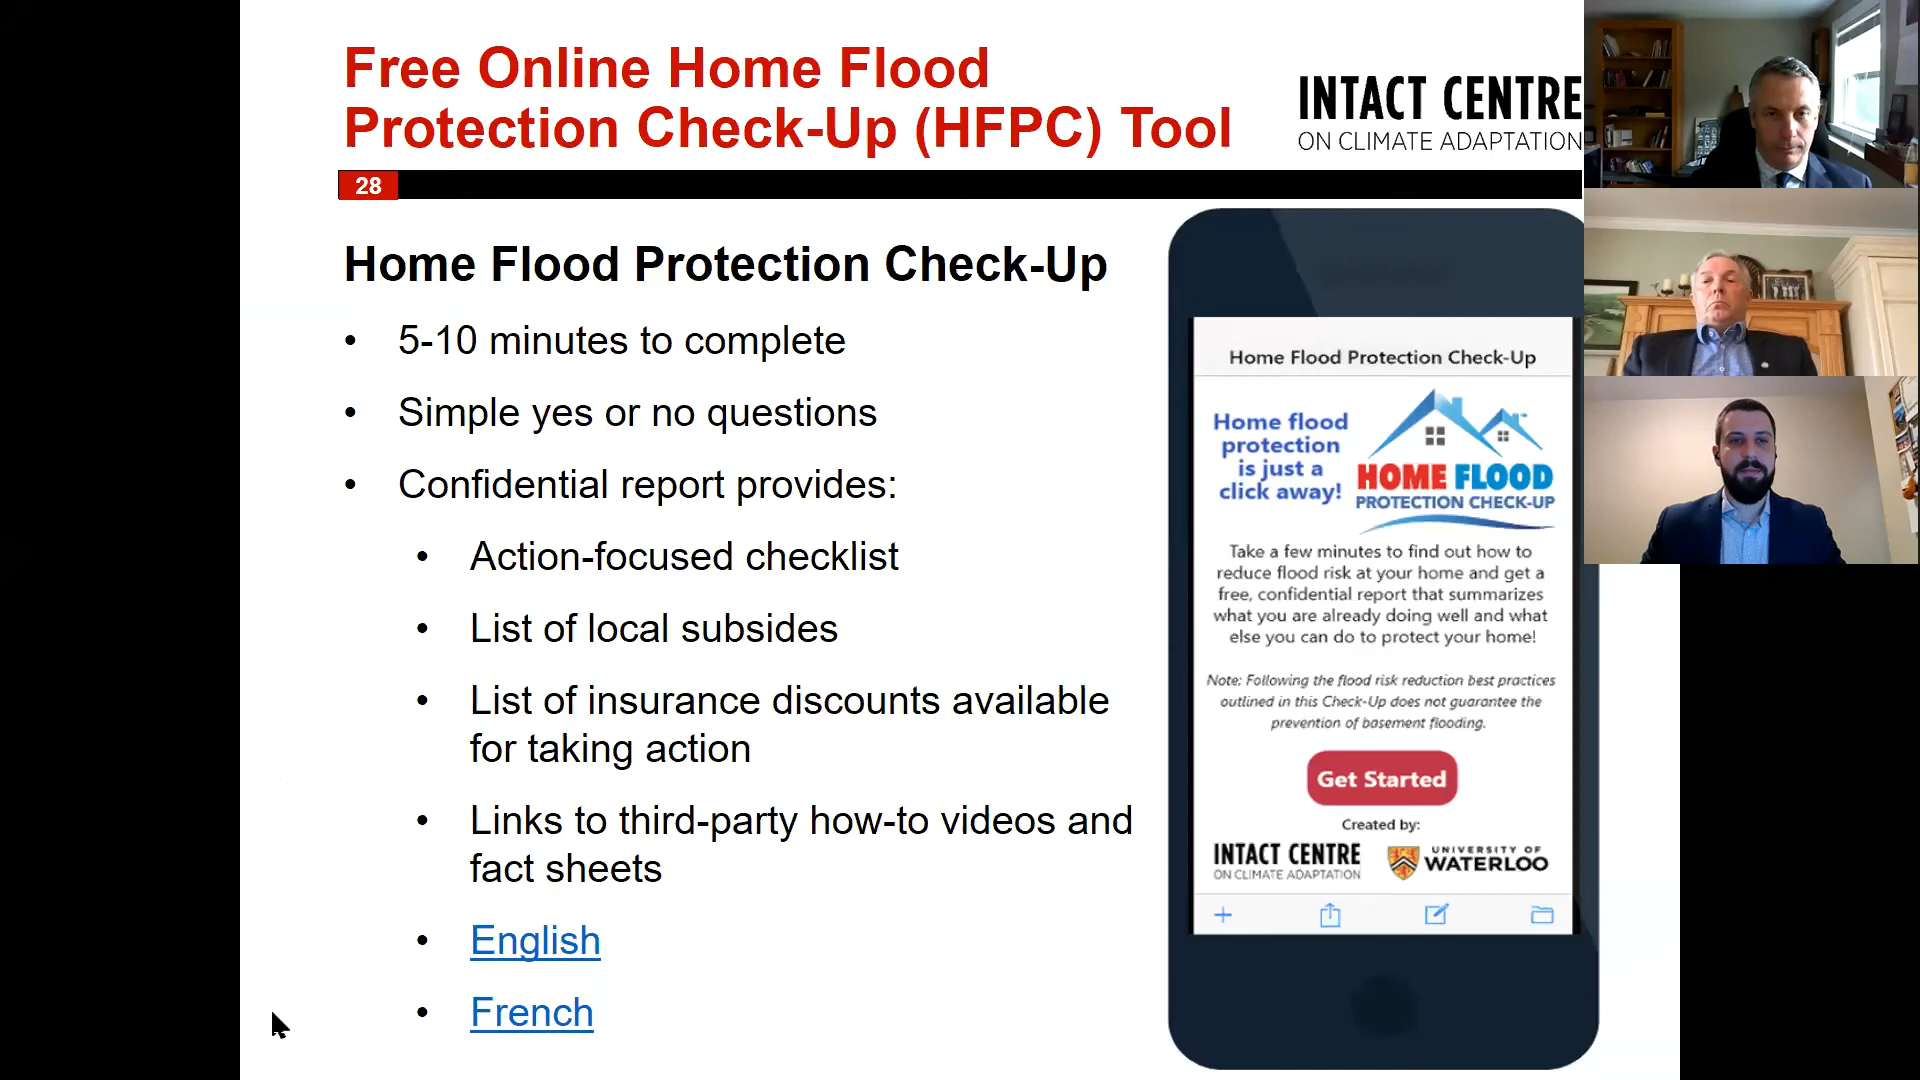 Free Online Home Flood
Protection Check-Up (HFPC) Tool
INTACT CENTRE
ON CLIMATE ADAPTATION
28
Home Flood Protection Check-Up
• 5-10 minutes to complete
• Simple yes or no questions
• Confidential report provides:
• Action-focused checklist
• List of local subsides
• List of insurance discounts available
for taking action
• Links to third-party how-to videos and
fact sheets
• English
• French
Home Flood Protection Check-Up
Home flood
protection
is just a
click away!
HOME FLOOD
PROTECTION CHECK-UP
Take a few minutes to find out how to
reduce flood risk at your home and get a
free, confidential report that summarizes
what you are already doing well and what
else you can do to protect your home!
Note: Following the flood risk reduction best practices
outlined in this Check-Up does not guarantee the
prevention of basement flooding.
Get Started
Created by:
INTACT CENTRE
ON CLIMATE ADAPTATION
UNIVERSITY OF
WATERLOO